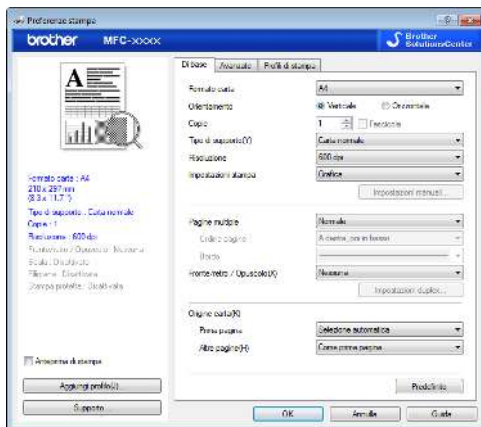 Preferenze stampa
brother MFC-xxxx
Brother
SolutionsCenter
Di base Avanzate Profili di stampa
A
Formato carta : A4
210 x 297 mm
(8.3 x 11.7 ")
Tipo di supporto : Carta normale
Copie : 1
Risoluzione : 600 dpi
Fronte/retro / Opuscolo : Nessuna
Scala : Disattivato
Filigrana : Disattivata
Stampa protetta : Disattivata
Anteprima di stampa
Aggiungi profilo(J)...
Supporto...
Formato carta A4
Orientamento Verticale Orizzontale
Copie 1 Fascicola
Tipo di supporto(Y) Carta normale
Risoluzione 600 dpi
Impostazioni stampa Grafica
Impostazioni manuali...
Pagine multiple Normale
Ordine pagine A destra, poi in basso
Bordo
Fronte/retro / Opuscolo(K) Nessuna
Impostazioni duplex...
Origine carta(K)
Prima pagina Selezione automatica
Altre pagine(H) Come prima pagina
Predefinite
OK Annulla Guida